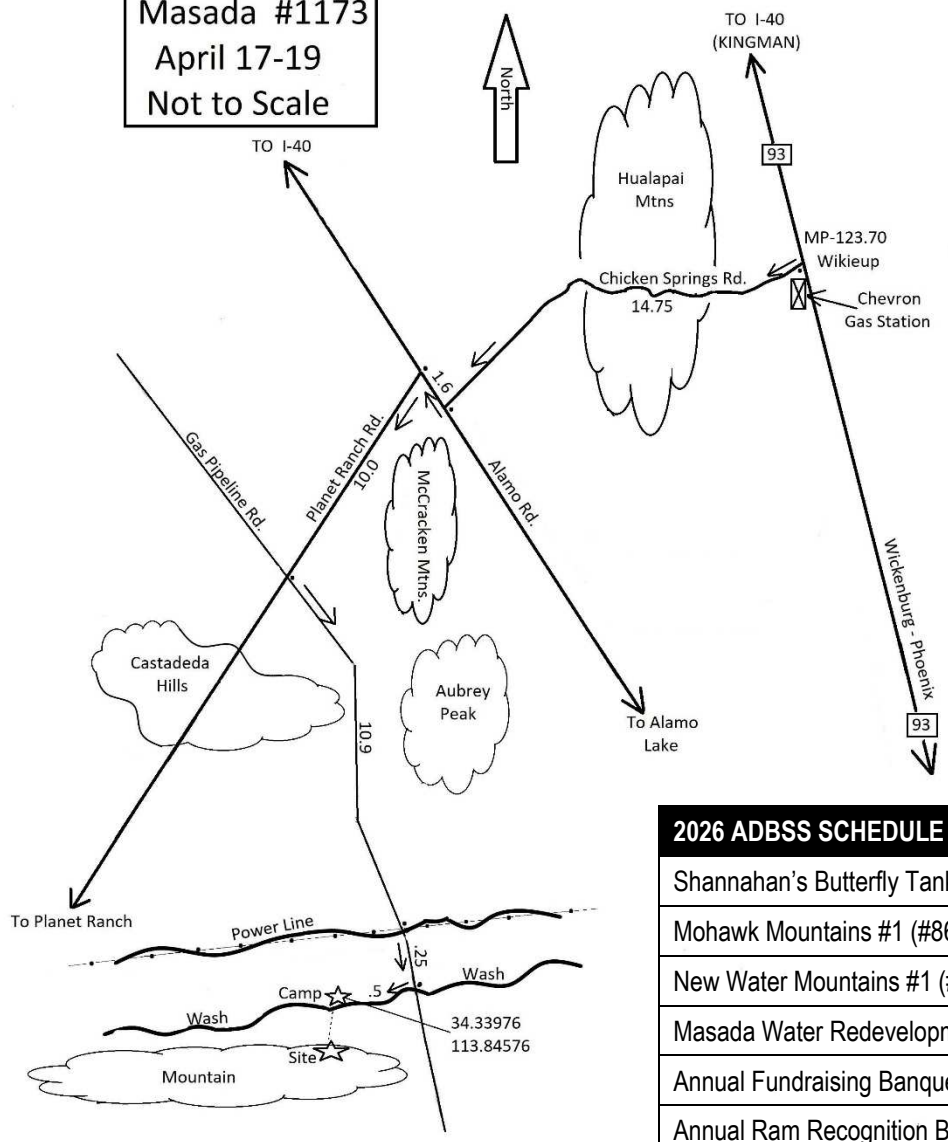 Masada #1173
April 17-19
Not to Scale
North
TO I-40
(KINGMAN)
TO I-40
93
Hualapai
Mtns
MP-123.70
Wikieup
Chicken Springs Rd.
14.75
Chevron
Gas Station
1.6
Gas Pipeline Rd.
Planet Ranch Rd.
10.0
McCracken Mtns.
Alamo Rd.
Wickenburg - Phoenix
Castadeda
Hills
Aubrey
Peak
10.9
To Alamo
Lake
93
To Planet Ranch
Power Line
.25
Wash
Camp
.5
Wash
34.33976
113.84576
Site
Mountain
2026 ADBSS SCHEDULE
Shannahan's Butterfly Tank
Mohawk Mountains #1 (#86
New Water Mountains #1 (
Masada Water Redevelopm
Annual Fundraising Banque
Annual Ram Recognition B